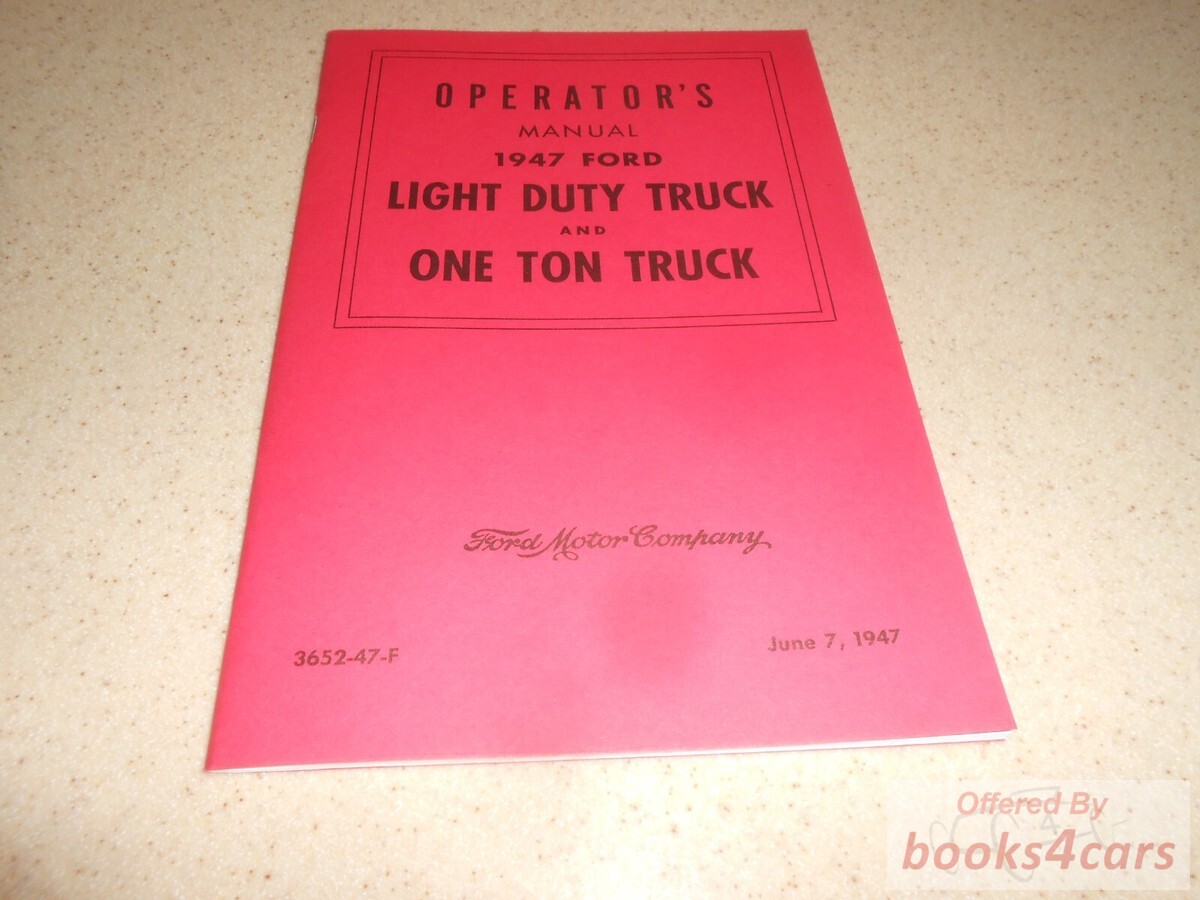 OPERATOR'S
MANUAL
1947 FORD
LIGHT DUTY TRUCK
AND
ONE TON TRUCK
Ford Motor Company
3652-47-F
June 7, 1947
Offered By
books4cars